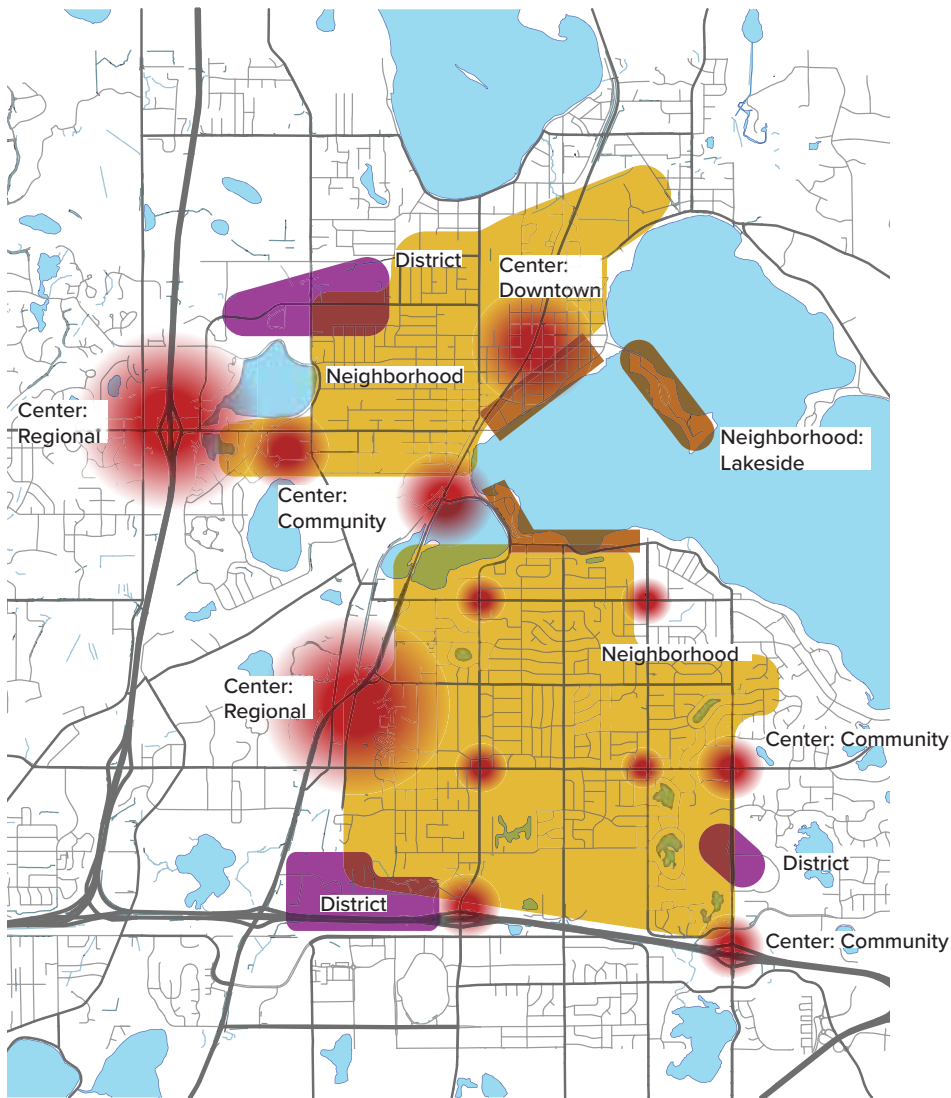 District
Center:
Downtown
Neighborhood
Center:
Regional
Neighborhood:
Lakeside
Center:
Community
Neighborhood
Center:
Regional
Center: Community
District
District
Center: Community